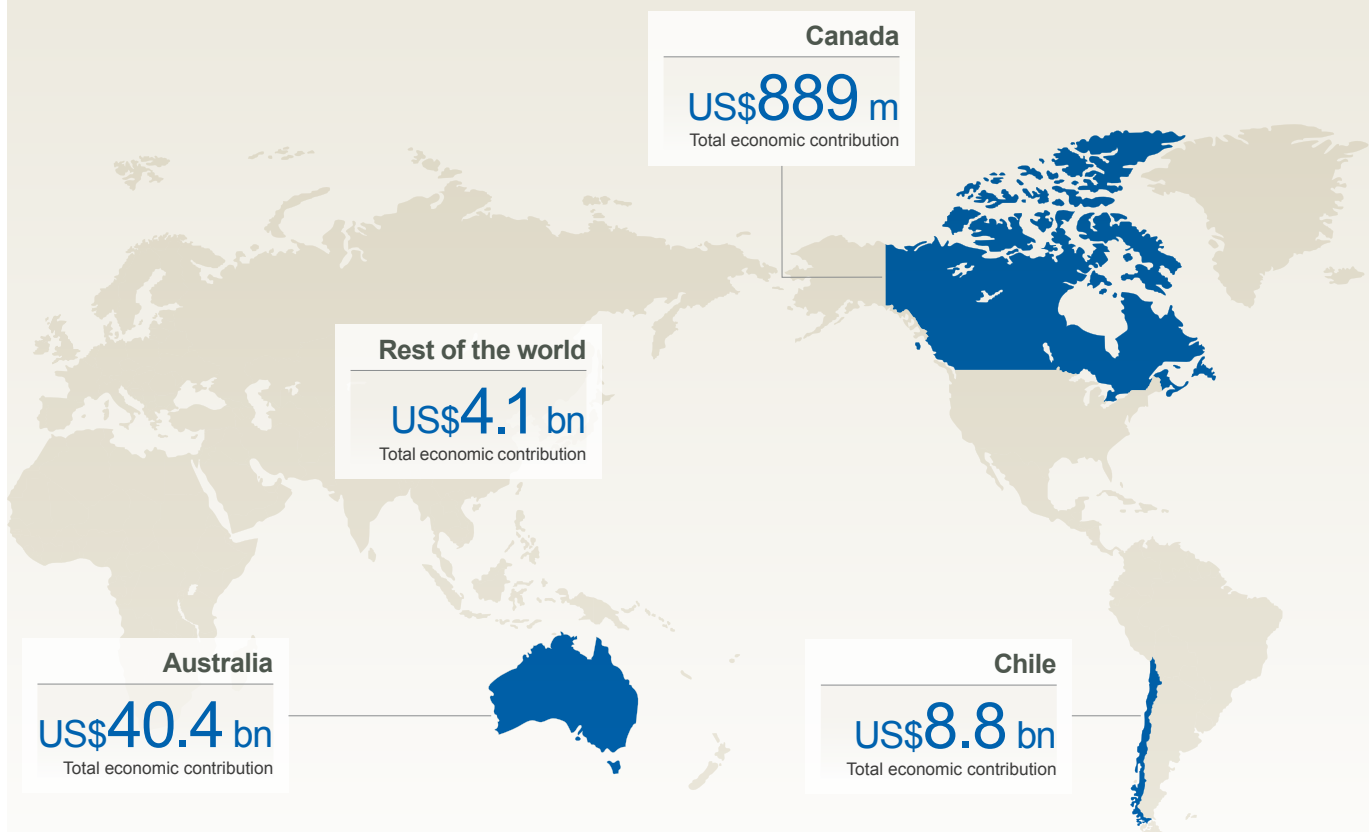 Canada
US$889 m
Total economic contribution
Rest of the world
US$4.1 bn
Total economic contribution
Australia
US$40.4 bn
Total economic contribution
Chile
US$8.8 bn
Total economic contribution